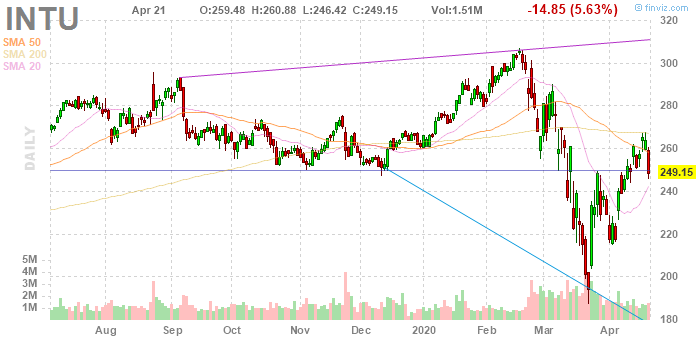 INTU
Apr 21 O:259.48 H:260.88 L:246.42 C:249.15 Vol:1.51M -14.85 (5.63%)
© finviz.com
SMA 50
SMA 200
SMA 20
DAILY
320
300
280
260
249.15
240
220
200
180
5M
4M
3M
2M
1M
Aug Sep Oct Nov Dec 2020 Feb Mar Apr